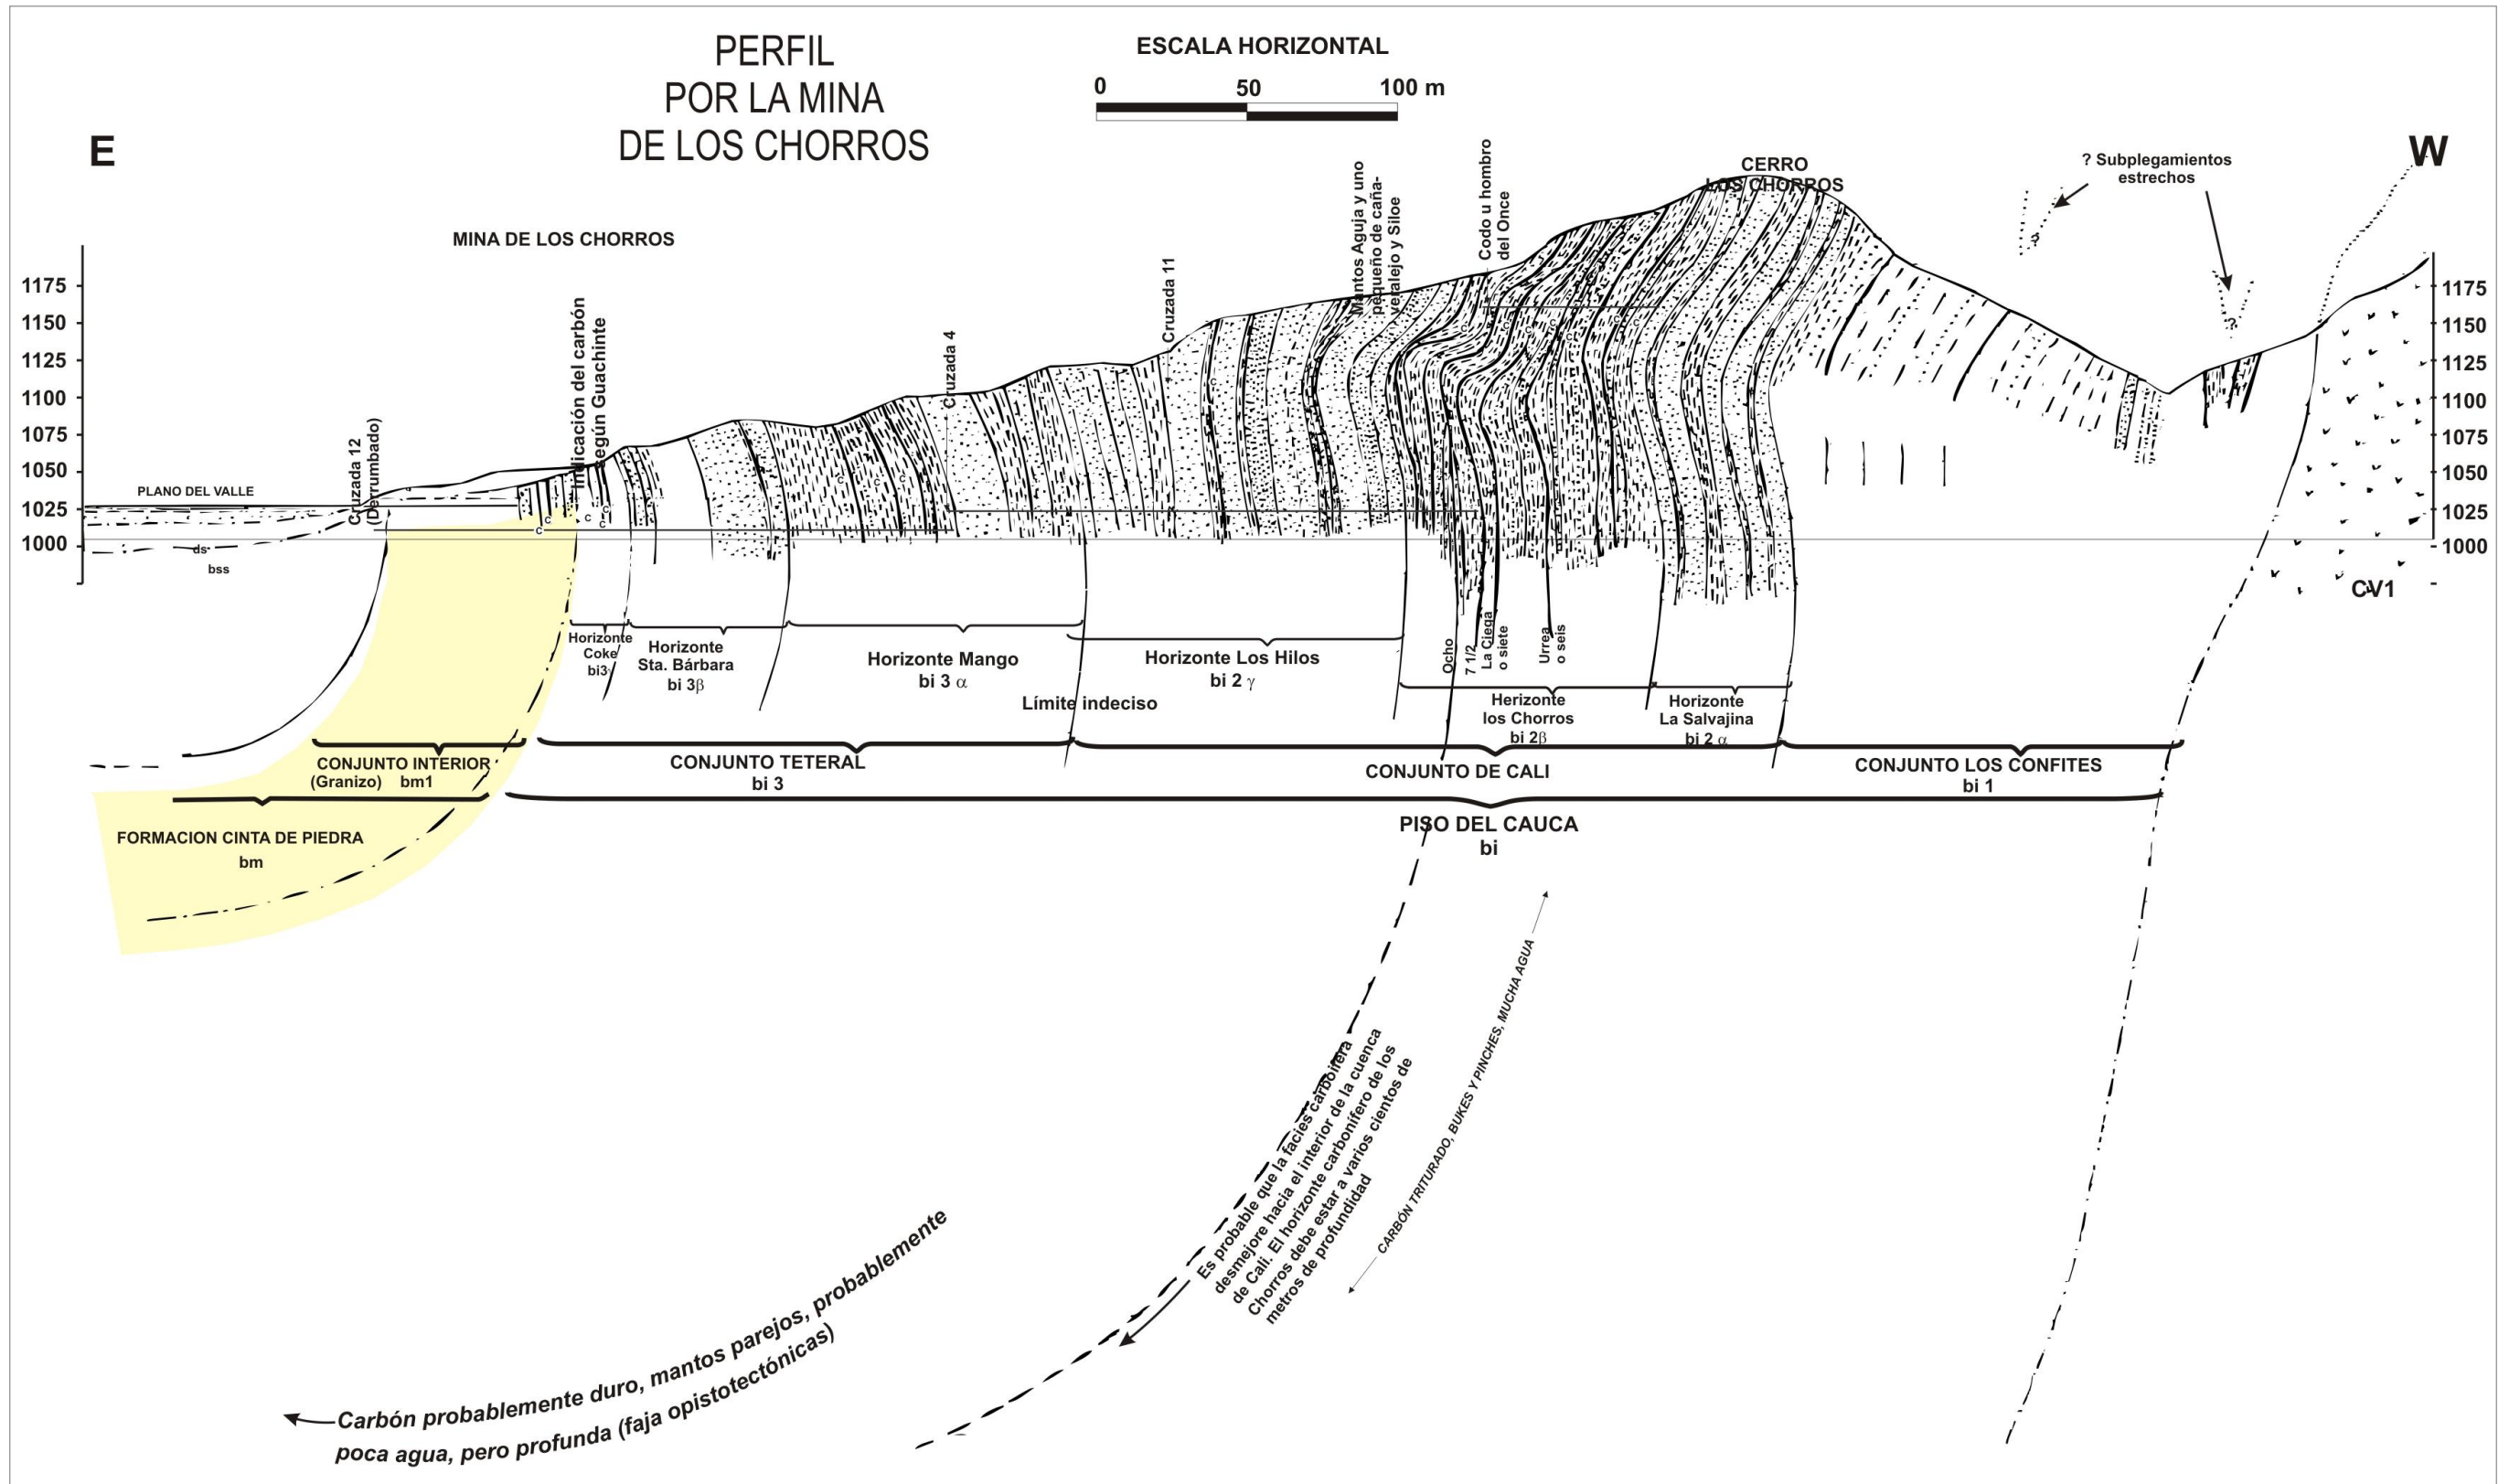 PERFIL
POR LA MINA
DE LOS CHORROS
ESCALA HORIZONTAL
0 50 100 m
E
W
MINA DE LOS CHORROS
CERRO
LOS CHORROS
? Subplegamientos
estrechos
?
?
1175
1150
1125
1100
1075
1050
1025
1000
1175
1150
1125
1100
1075
1050
1025
1000
PLANO DEL VALLE
ds
bss
Cruzada 12
(Derrumbado)
Indicación del carbón
según Guachinte
Cruzada 4
Cruzada 11
Mantos Aguja y uno
pequeño de caña-
veralejo y Siloe
Codo u hombro
del Once
CV1
Horizonte
Coke
bi3
Horizonte
Sta. Bárbara
bi 3β
Horizonte Mango
bi 3 α
Horizonte Los Hilos
bi 2 γ
Límite indeciso
Ocho
7 1/2
La Ciega
o siete
Urrea
o seis
Herizonte
los Chorros
bi 2β
Horizonte
La Salvajina
bi 2 α
CONJUNTO INTERIOR
(Granizo) bm1
CONJUNTO TETERAL
bi 3
CONJUNTO DE CALI
CONJUNTO LOS CONFITES
bi 1
FORMACION CINTA DE PIEDRA
bm
PISO DEL CAUCA
bi
Es probable que la facies carboifera
desmejore hacia el interior de la cuenca
de Cali. El horizonte carbonífero de los
Chorros debe estar a varios cientos de
metros de profundidad
CARBÓN TRITURADO, BUKES Y PINCHES, MUCHA AGUA
Carbón probablemente duro, mantos parejos, probablemente
poca agua, pero profunda (faja opistotectónicas)